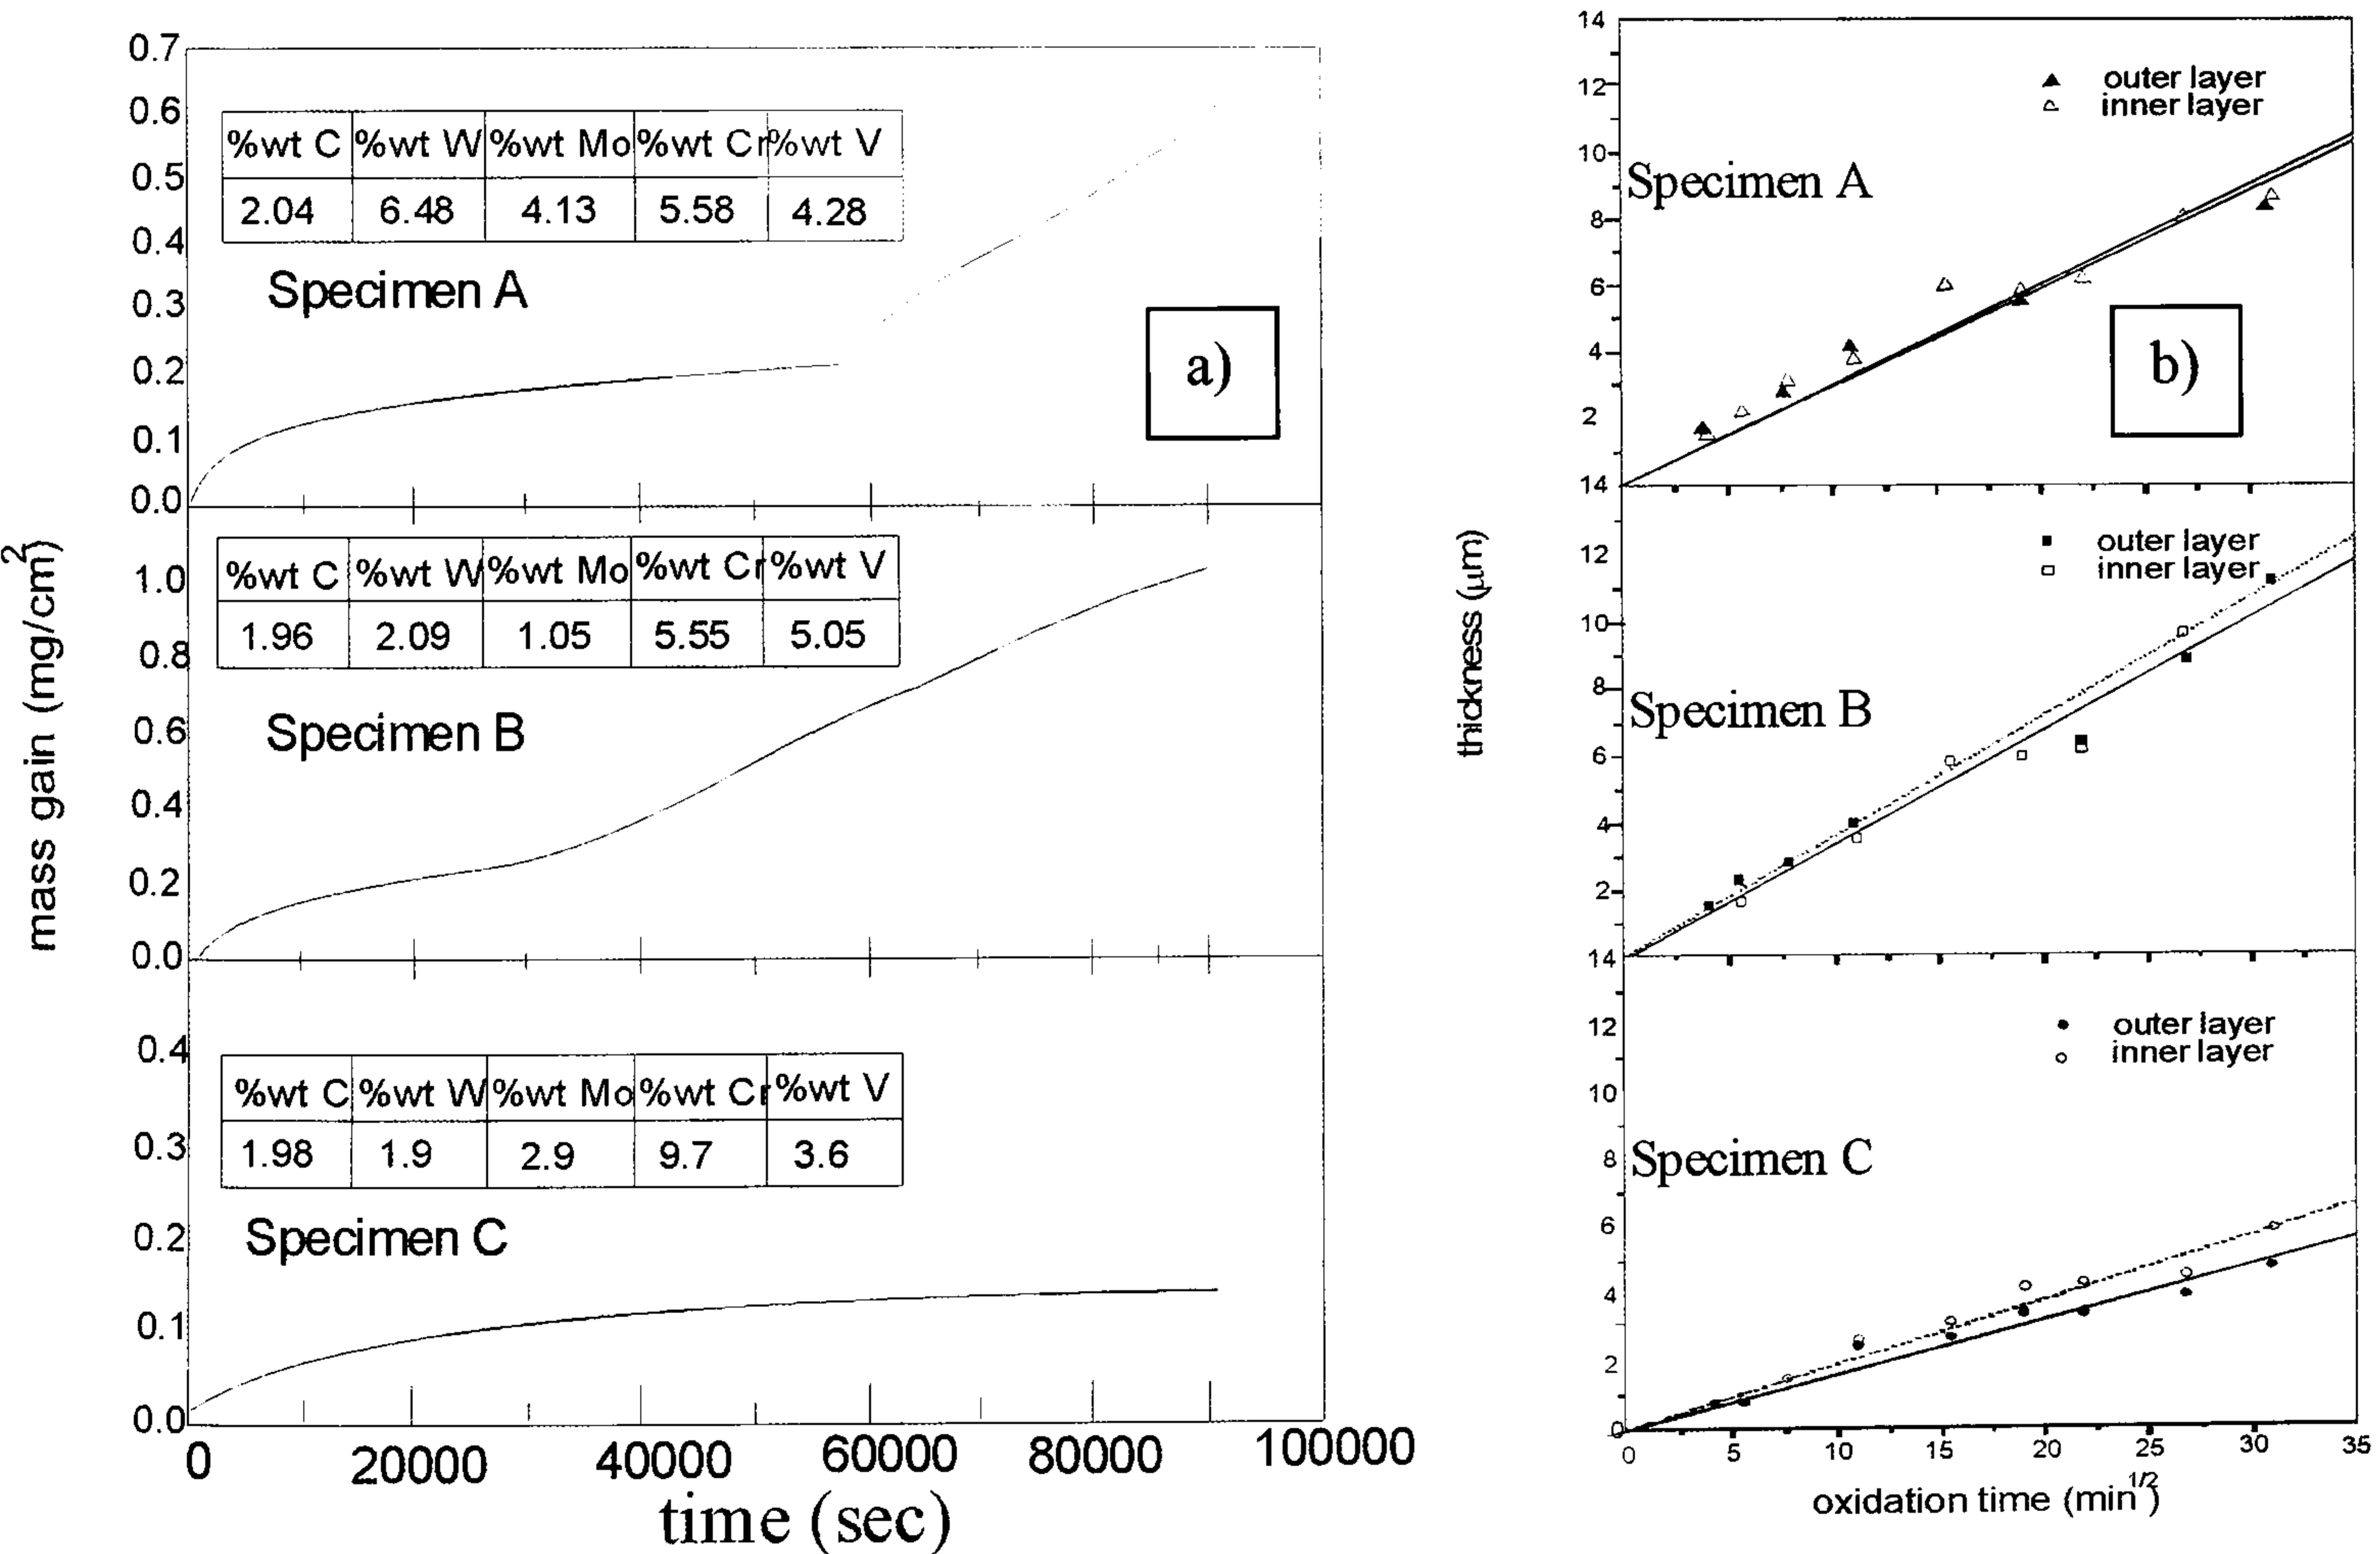 0.7
0.6
0.5
0.4
0.3
0.2
0.1
0.0
%wt C %wt W %wt Mo %wt Cr %wt V
2.04 6.48 4.13 5.58 4.28
Specimen A
a)
mass gain (mg/cm²)
1.0
0.8
0.6
0.4
0.2
0.0
%wt C %wt W %wt Mo %wt Cr %wt V
1.96 2.09 1.05 5.55 5.05
Specimen B
0.4
0.3
0.2
0.1
0.0
%wt C %wt W %wt Mo %wt Cr %wt V
1.98 1.9 2.9 9.7 3.6
Specimen C
0 20000 40000 60000 80000 100000
time (sec)
14
12
10
8
6
4
2
outer layer
inner layer
Specimen A
b)
thickness (µm)
14
12
10
8
6
4
2
outer layer
inner layer
Specimen B
14
12
10
8
6
4
2
0
outer layer
inner layer
Specimen C
0 5 10 15 20 25 30 35
oxidation time (min^1/2)